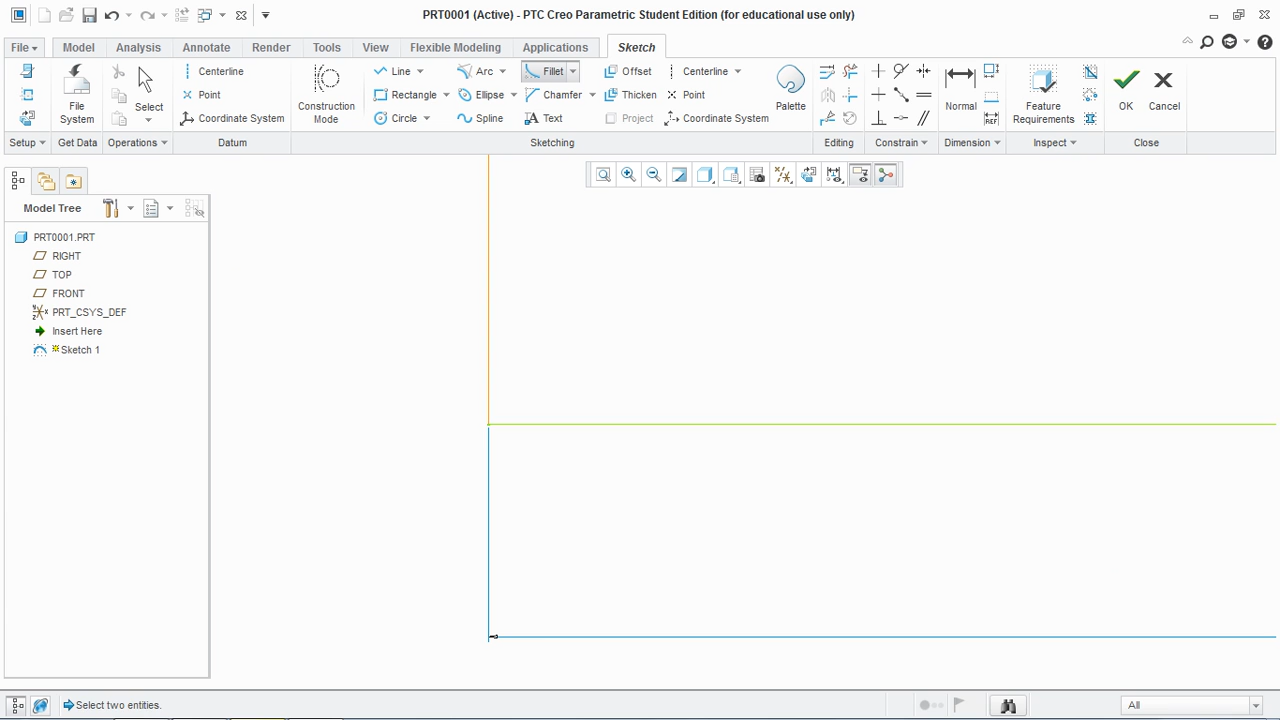 PRT0001 (Active) - PTC Creo Parametric Student Edition (for educational use only)
File Model Analysis Annotate Render Tools View Flexible Modeling Applications Sketch
Centerline Line Arc Fillet Offset Centerline
Point Rectangle Ellipse Chamfer Thicken Point
Coordinate System Circle Spline Text Project Coordinate System
File System Select Construction Mode Palette Normal REF Feature Requirements OK Cancel
Setup Get Data Operations Datum Sketching Editing Constrain Dimension Inspect Close
Model Tree
PRT0001.PRT
RIGHT
TOP
FRONT
PRT_CSYS_DEF
Insert Here
Sketch 1
Select two entities.
All